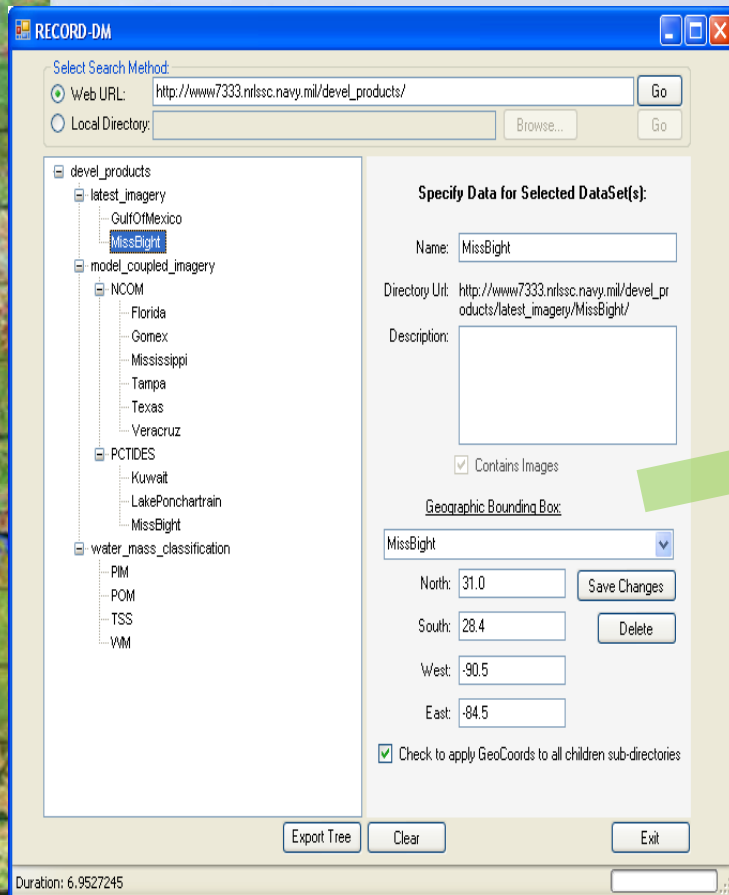 RECORD-DM
Select Search Method:
Web URL: http://www7333.nrlssc.navy.mil/devel_products/ Go
Local Directory: Browse... Go
devel_products
latest_imagery
GulfOfMexico
MissBight
model_coupled_imagery
NCOM
Florida
Gomex
Mississippi
Tampa
Texas
Veracruz
PCTIDES
Kuwait
LakePonchartrain
MissBight
water_mass_classification
PIM
POM
TSS
WM
Specify Data for Selected DataSet(s):
Name: MissBight
Directory Url: http://www7333.nrlssc.navy.mil/devel_pr
oducts/latest_imagery/MissBight/
Description:
Contains Images
Geographic Bounding Box:
MissBight
North: 31.0 Save Changes
South: 28.4 Delete
West: -90.5
East: -84.5
Check to apply GeoCoords to all children sub-directories
Export Tree Clear Exit
Duration: 6.9527245